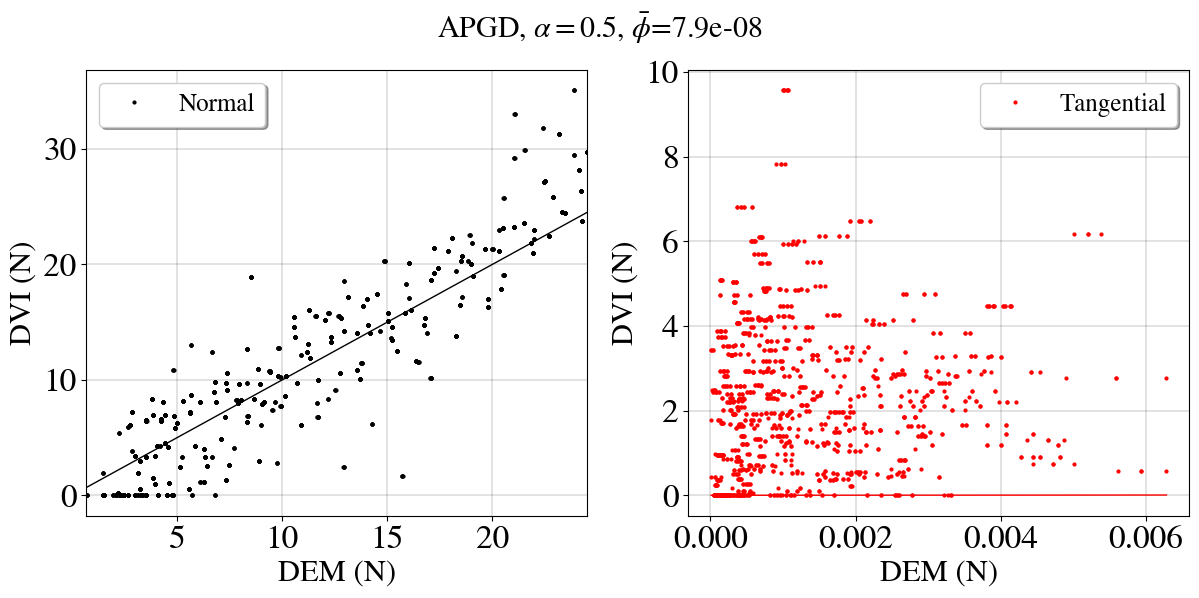 APGD, α = 0.5, ϕ̄=7.9e-08
Normal
DVI (N)
30
20
10
0
5
10
15
20
DEM (N)
Tangential
DVI (N)
10
8
6
4
2
0
0.000
0.002
0.004
0.006
DEM (N)